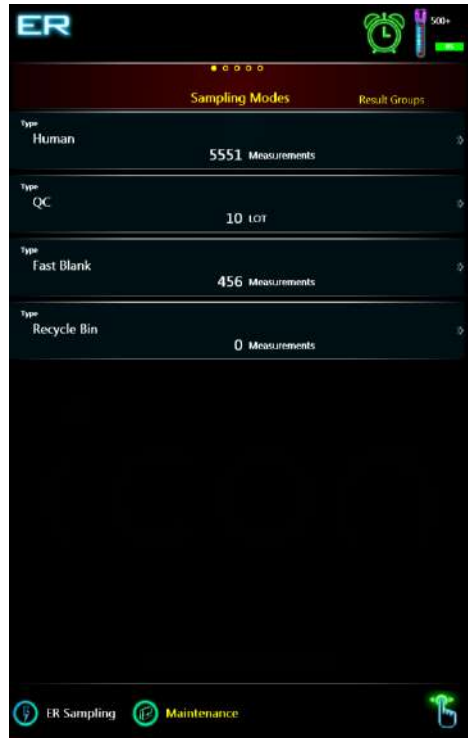 ER
500+
Sampling Modes
Result Groups
Type
Human
5551 Measurements
Type
QC
10 LOT
Type
Fast Blank
456 Measurements
Type
Recycle Bin
0 Measurements
ER Sampling
Maintenance